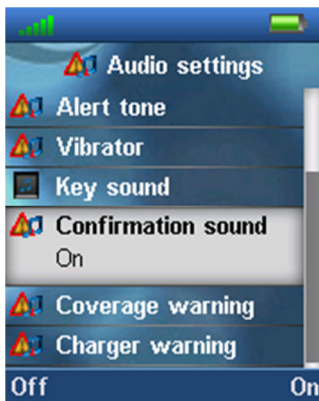 Audio settings
Alert tone
Vibrator
Key sound
Confirmation sound
On
Coverage warning
Charger warning
Off On